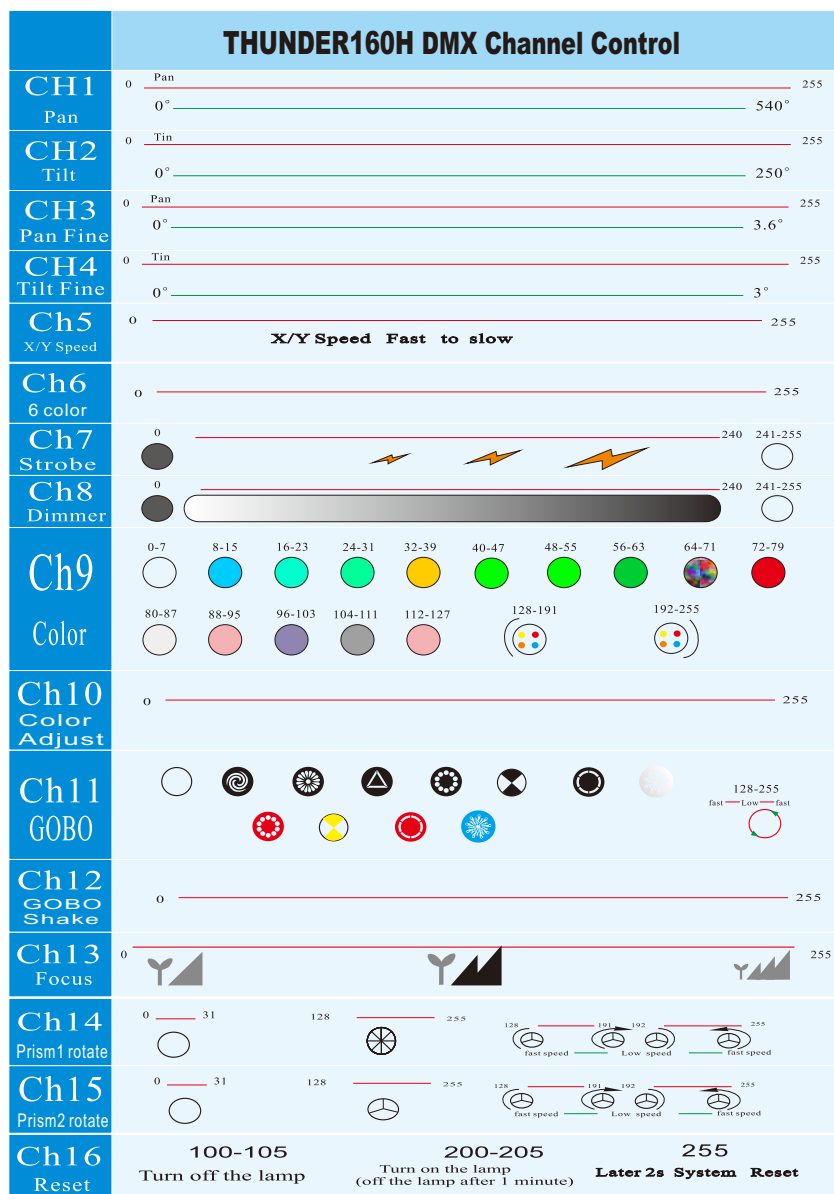 THUNDER160H DMX Channel Control
CH1
Pan
0 Pan 255
0° 540°
CH2
Tilt
0 Tin 255
0° 250°
CH3
Pan Fine
0 Pan 255
0° 3.6°
CH4
Tilt Fine
0 Tin 255
0° 3°
Ch5
X/Y Speed
0 255
X/Y Speed Fast to slow
Ch6
6 color
0 255
Ch7
Strobe
0 240 241-255
Ch8
Dimmer
0 240 241-255
Ch9
Color
0-7 8-15 16-23 24-31 32-39 40-47 48-55 56-63 64-71 72-79
80-87 88-95 96-103 104-111 112-127 128-191 192-255
Ch10
Color
Adjust
0 255
Ch11
GOBO
128-255
fast Low fast
Ch12
GOBO
Shake
0 255
Ch13
Focus
0 255
Ch14
Prism1 rotate
0 31 128 255 128 191 192 255
fast speed Low speed fast speed
Ch15
Prism2 rotate
0 31 128 255 128 191 192 255
fast speed Low speed fast speed
Ch16
Reset
100-105 200-205 255
Turn off the lamp
Turn on the lamp
(off the lamp after 1 minute)
Later 2s System Reset